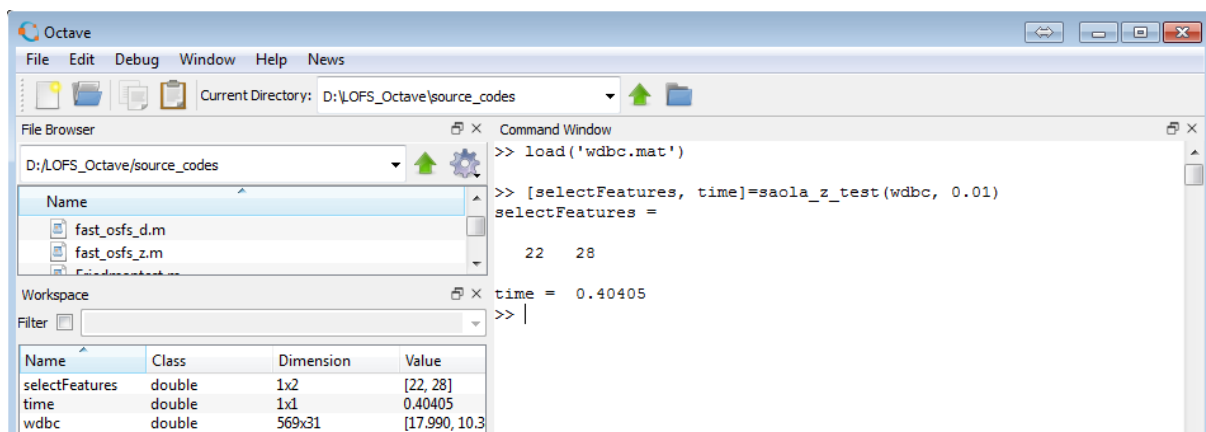 Octave
File Edit Debug Window Help News
Current Directory: D:\LOFS_Octave\source_codes
File Browser
D:/LOFS_Octave/source_codes
Name
fast_osfs_d.m
fast_osfs_z.m
Workspace
Filter
Name Class Dimension Value
selectFeatures double 1x2 [22, 28]
time double 1x1 0.40405
wdbc double 569x31 [17.990, 10.3
Command Window
>> load('wdbc.mat')
>> [selectFeatures, time]=saola_z_test(wdbc, 0.01)
selectFeatures =
22 28
time = 0.40405
>>